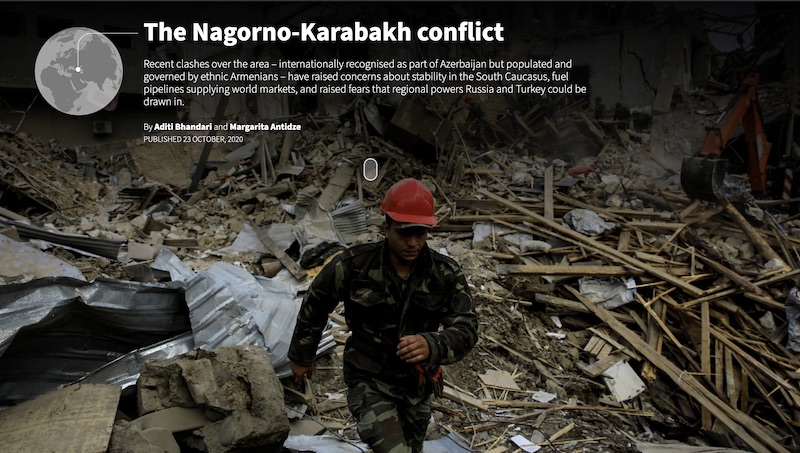 The Nagorno-Karabakh conflict
Recent clashes over the area – internationally recognised as part of Azerbaijan but populated and
governed by ethnic Armenians – have raised concerns about stability in the South Caucasus, fuel
pipelines supplying world markets, and raised fears that regional powers Russia and Turkey could be
drawn in.
By Aditi Bhandari and Margarita Antidze
PUBLISHED 23 OCTOBER, 2020